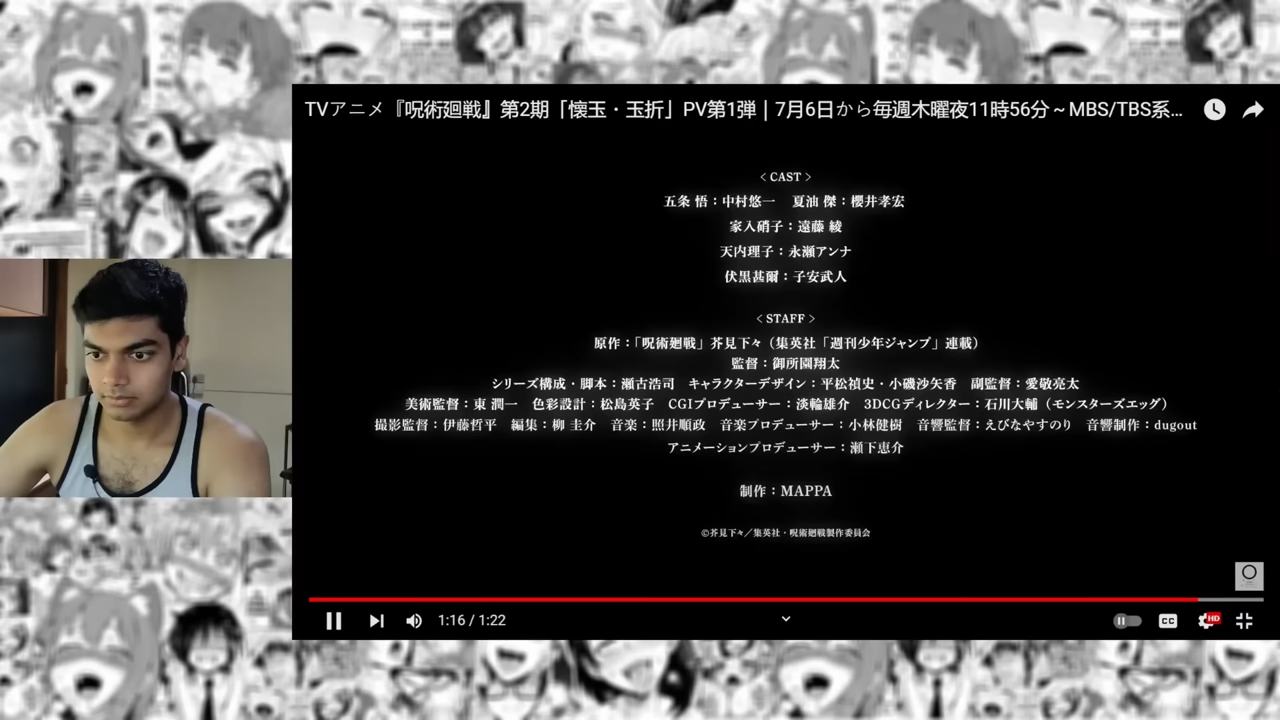 TVアニメ『呪術廻戦』第2期「懐玉・玉折」PV第1弾｜7月6日から毎週木曜夜11時56分～MBS/TBS系...
＜CAST＞
五条 悟：中村悠一　夏油 傑：櫻井孝宏
家入硝子：遠藤 綾
天内理子：永瀬アンナ
伏黒甚爾：子安武人
＜STAFF＞
原作：「呪術廻戦」芥見下々（集英社「週刊少年ジャンプ」連載）
監督：御所園翔太
シリーズ構成・脚本：瀬古浩司　キャラクターデザイン：平松禎史・小磯沙矢香　副監督：愛敬亮太
美術監督：東 潤一　色彩設計：松島英子　CGIプロデューサー：淡輪雄介　3DCGディレクター：石川大輔（モンスターズエッグ）
撮影監督：伊藤哲平　編集：柳 圭介　音楽：照井順政　音楽プロデューサー：小林健樹　音響監督：えびなやすのり　音響制作：dugout
アニメーションプロデューサー：瀬下恵介
制作：MAPPA
©芥見下々／集英社・呪術廻戦製作委員会
1:16 / 1:22
CC
HD